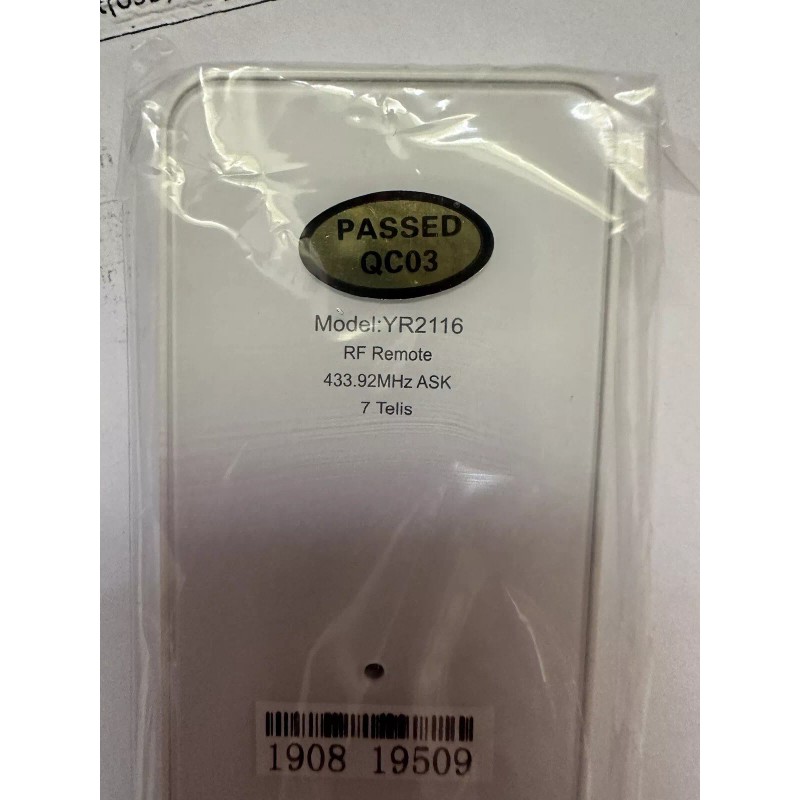 PASSED
QC03
Model:YR2116
RF Remote
433.92MHz ASK
7 Telis
1908 19509